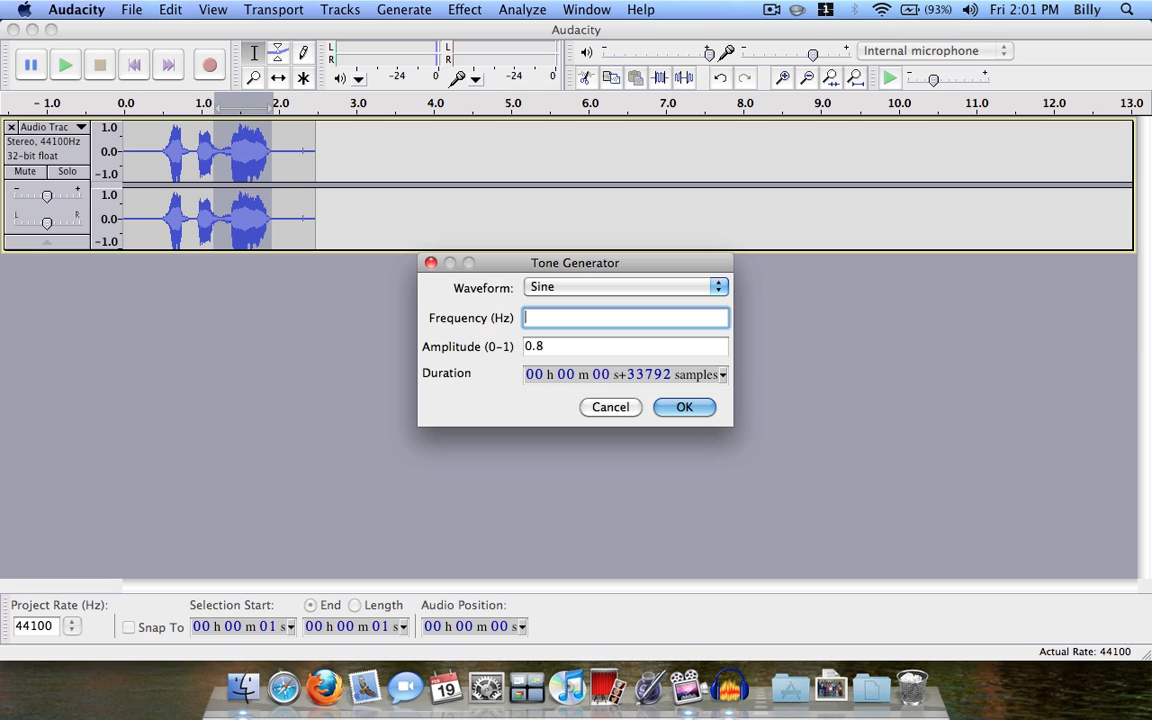 Audacity File Edit View Transport Tracks Generate Effect Analyze Window Help 1 (93%) Fri 2:01 PM Billy
Audacity
L R -24 0 L R -24 0 - + - + Internal microphone
- +
- 1.0 0.0 1.0 2.0 3.0 4.0 5.0 6.0 7.0 8.0 9.0 10.0 11.0 12.0 13.0
Audio Trac 1.0
Stereo, 44100Hz
32-bit float 0.0-
Mute Solo -1.0
- + 1.0
L R 0.0-
-1.0
Tone Generator
Waveform: Sine
Frequency (Hz)
Amplitude (0-1) 0.8
Duration 00 h 00 m 00 s+33792 samples
Cancel OK
Project Rate (Hz): Selection Start: End Length Audio Position:
44100 Snap To 00 h 00 m 01 s 00 h 00 m 01 s 00 h 00 m 00 s
Actual Rate: 44100
FEB
19